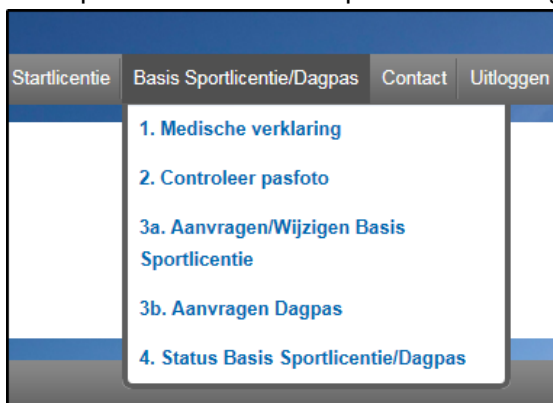 Startlicentie Basis Sportlicentie/Dagpas Contact Uitloggen
1. Medische verklaring
2. Controleer pasfoto
3a. Aanvragen/Wijzigen Basis
Sportlicentie
3b. Aanvragen Dagpas
4. Status Basis Sportlicentie/Dagpas